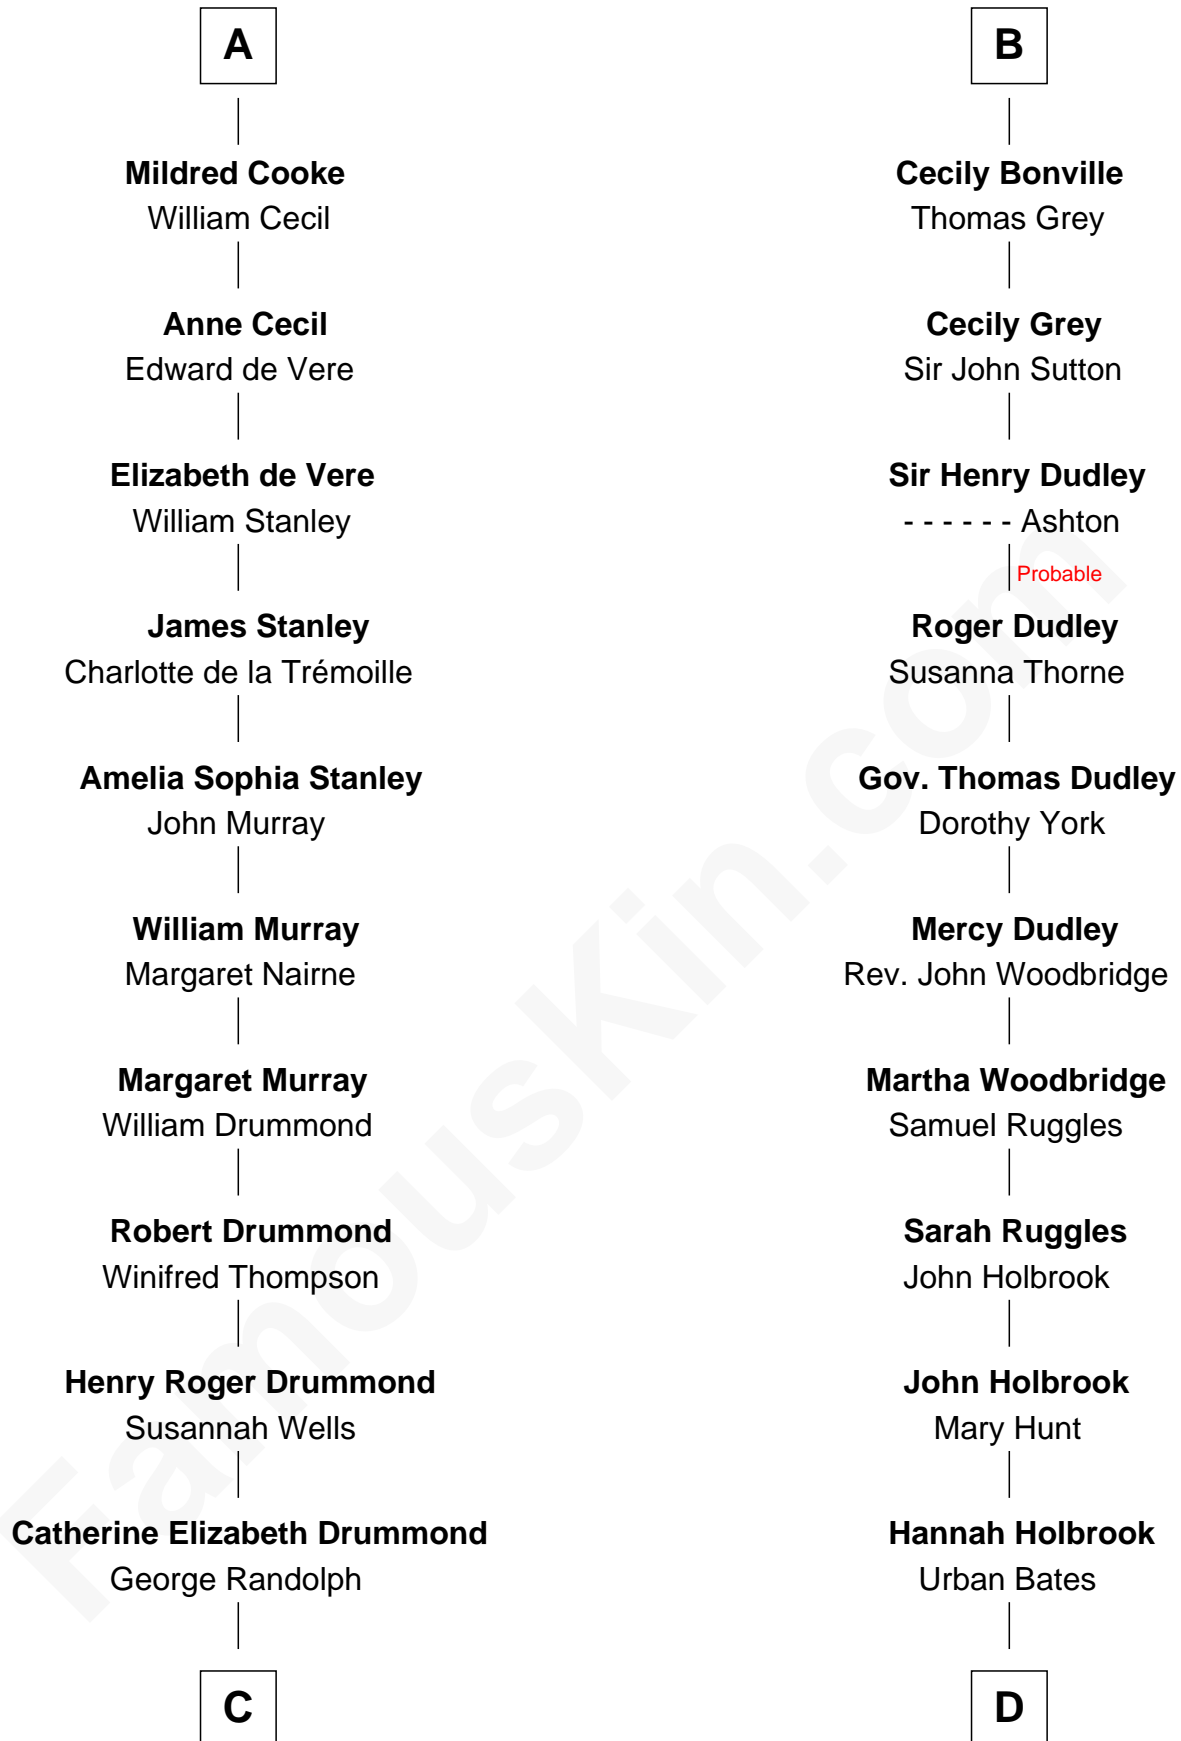 A
Mildred Cooke
William Cecil
Anne Cecil
Edward de Vere
Elizabeth de Vere
William Stanley
James Stanley
Charlotte de la Trémoille
Amelia Sophia Stanley
John Murray
William Murray
Margaret Nairne
Margaret Murray
William Drummond
Robert Drummond
Winifred Thompson
Henry Roger Drummond
Susannah Wells
Catherine Elizabeth Drummond
George Randolph
C
B
Cecily Bonville
Thomas Grey
Cecily Grey
Sir John Sutton
Sir Henry Dudley
- - - - - - Ashton
Probable
Roger Dudley
Susanna Thorne
Gov. Thomas Dudley
Dorothy York
Mercy Dudley
Rev. John Woodbridge
Martha Woodbridge
Samuel Ruggles
Sarah Ruggles
John Holbrook
John Holbrook
Mary Hunt
Hannah Holbrook
Urban Bates
D
FamousKin.com